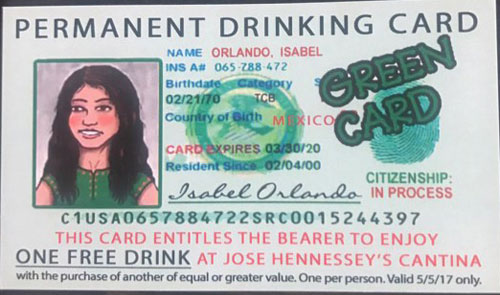 PERMANENT DRINKING CARD
NAME ORLANDO, ISABEL
INS A# 065-788-472
Birthdate Category S
02/21/70 TCB
Country of Birth MEXICO
GREEN CARD
CARD EXPIRES 03/30/20
Resident Since 02/04/00
CITIZENSHIP:
IN PROCESS
Isabel Orlando
C1USA0657884722SRC0015244397
THIS CARD ENTITLES THE BEARER TO ENJOY
ONE FREE DRINK AT JOSE HENNESSEY'S CANTINA
with the purchase of another of equal or greater value. One per person. Valid 5/5/17 only.